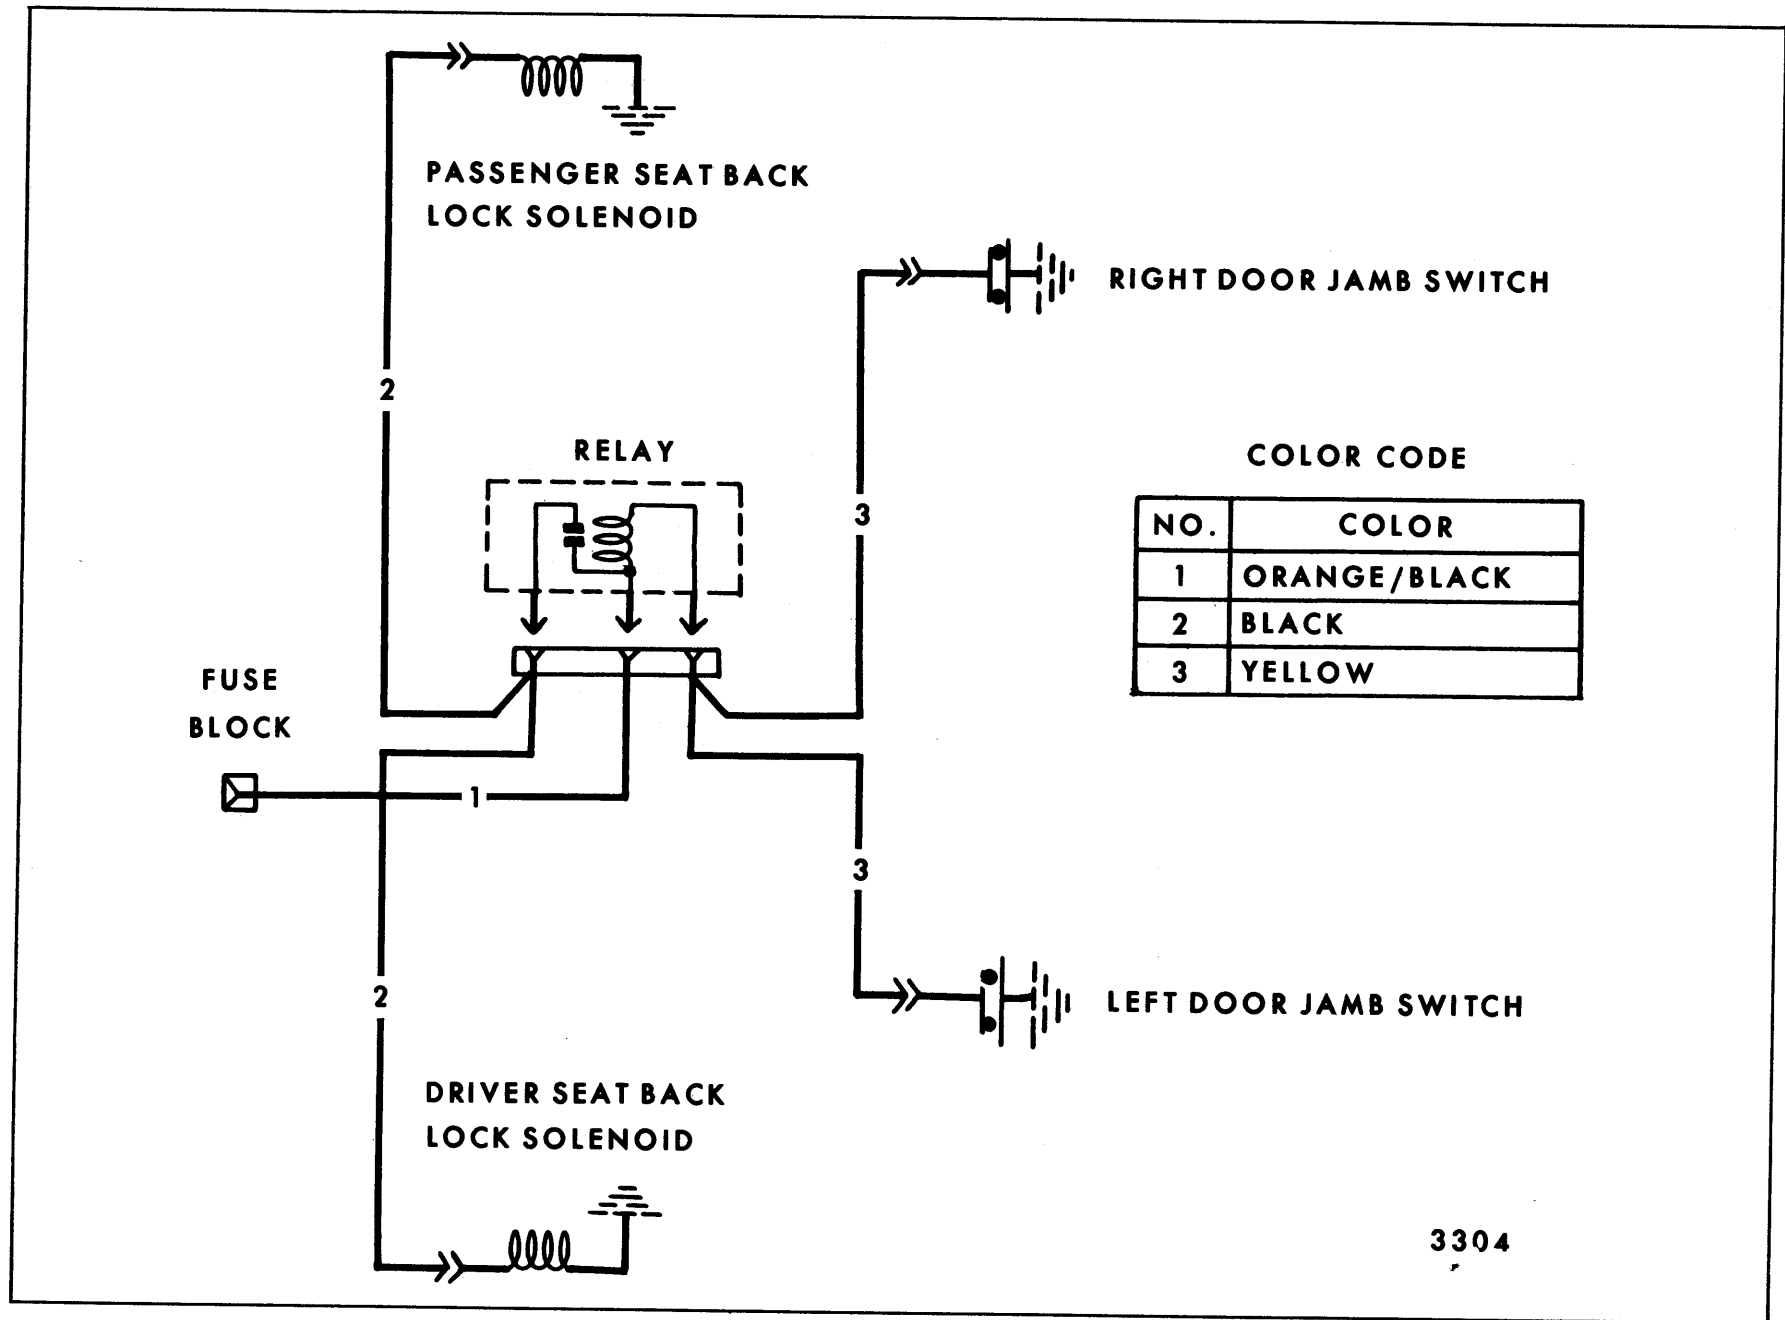 PASSENGER SEAT BACK
LOCK SOLENOID
RIGHT DOOR JAMB SWITCH
2
RELAY
3
COLOR CODE
NO. COLOR
1 ORANGE/BLACK
2 BLACK
3 YELLOW
FUSE
BLOCK
1
3
2
LEFT DOOR JAMB SWITCH
DRIVER SEAT BACK
LOCK SOLENOID
3304